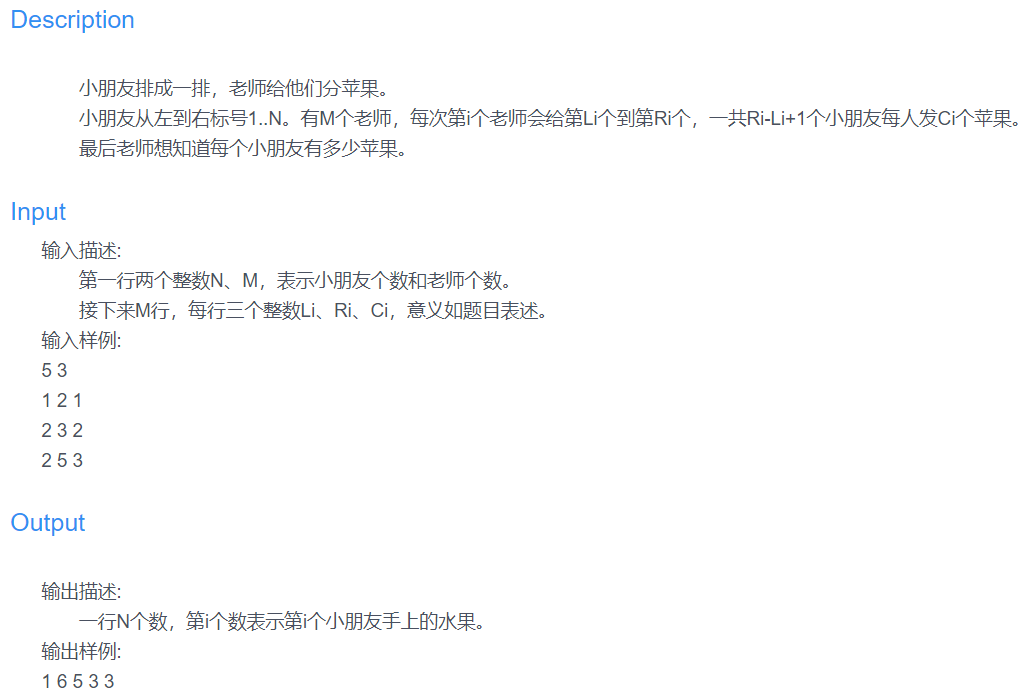 Description
小朋友排成一排，老师给他们分苹果。
小朋友从左到右标号1..N。有M个老师，每次第i个老师会给第Li个到第Ri个，一共Ri-Li+1个小朋友每人发Ci个苹果。
最后老师想知道每个小朋友有多少苹果。
Input
输入描述:
第一行两个整数N、M，表示小朋友个数和老师个数。
接下来M行，每行三个整数Li、Ri、Ci，意义如题目表述。
输入样例:
5 3
1 2 1
2 3 2
2 5 3
Output
输出描述:
一行N个数，第i个数表示第i个小朋友手上的水果。
输出样例:
1 6 5 3 3